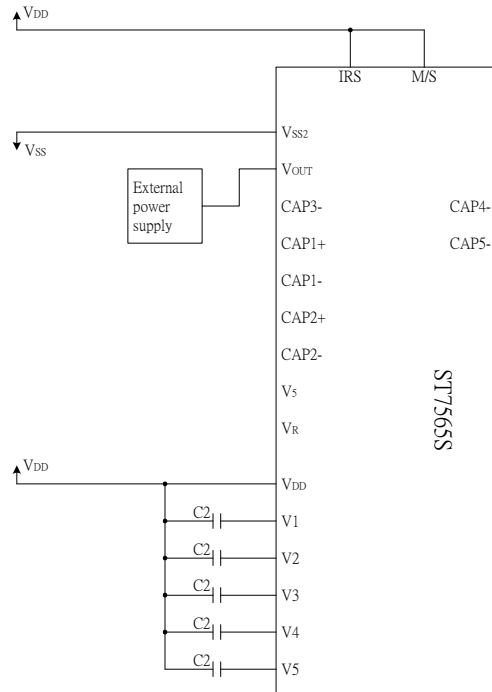 VDD
IRS M/S
VSS2
VSS
VOUT
External
power
supply
CAP3- CAP4-
CAP1+ CAP5-
CAP1-
CAP2+
CAP2-
V5
VR
ST7565S
VDD
VDD
C2 V1
C2 V2
C2 V3
C2 V4
C2 V5